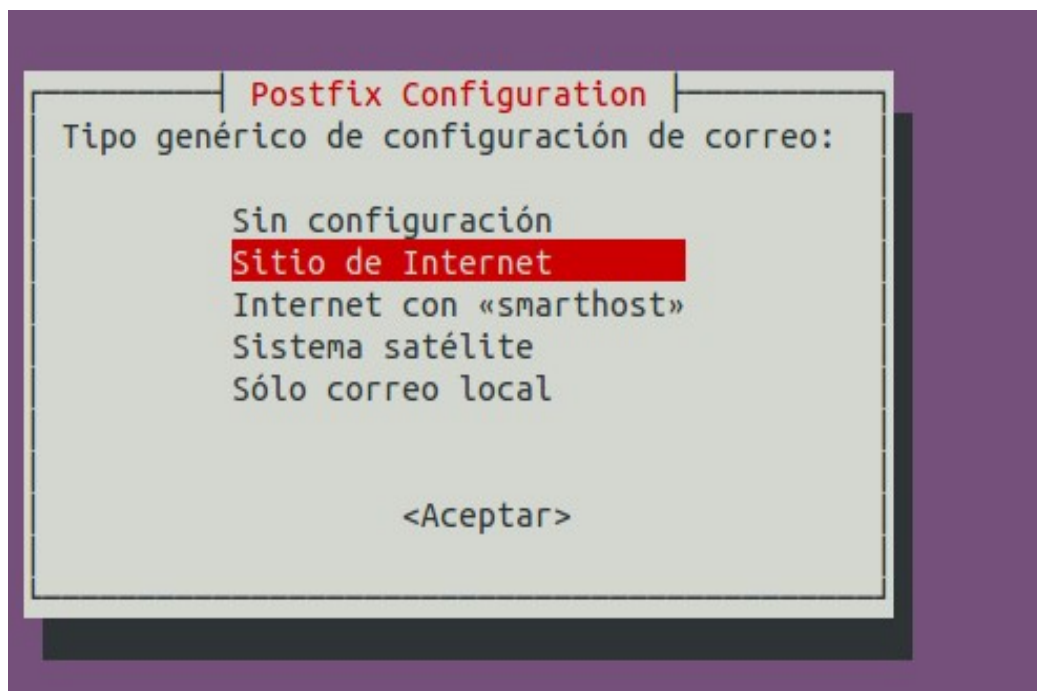 Postfix Configuration
Tipo genérico de configuración de correo:
Sin configuración
Sitio de Internet
Internet con «smarthost»
Sistema satélite
Sólo correo local
<Aceptar>